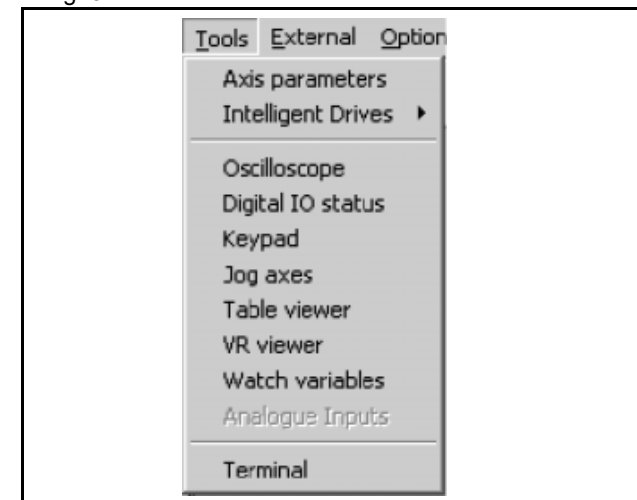 Tools External Option
Axis parameters
Intelligent Drives
Oscilloscope
Digital IO status
Keypad
Jog axes
Table viewer
VR viewer
Watch variables
Analogue Inputs
Terminal